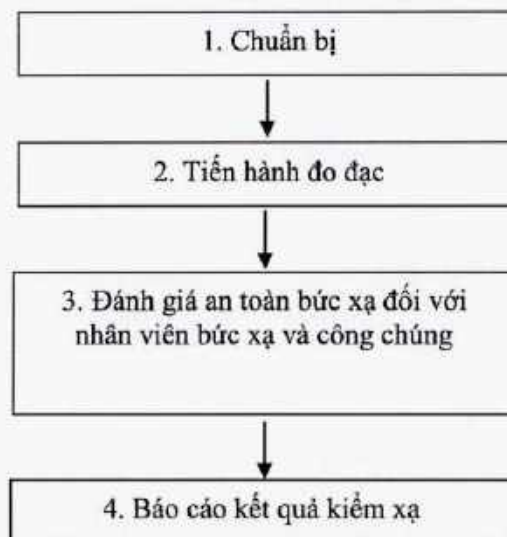 1. Chuẩn bị
2. Tiến hành đo đạc
3. Đánh giá an toàn bức xạ đối với
nhân viên bức xạ và công chúng
4. Báo cáo kết quả kiểm xạ